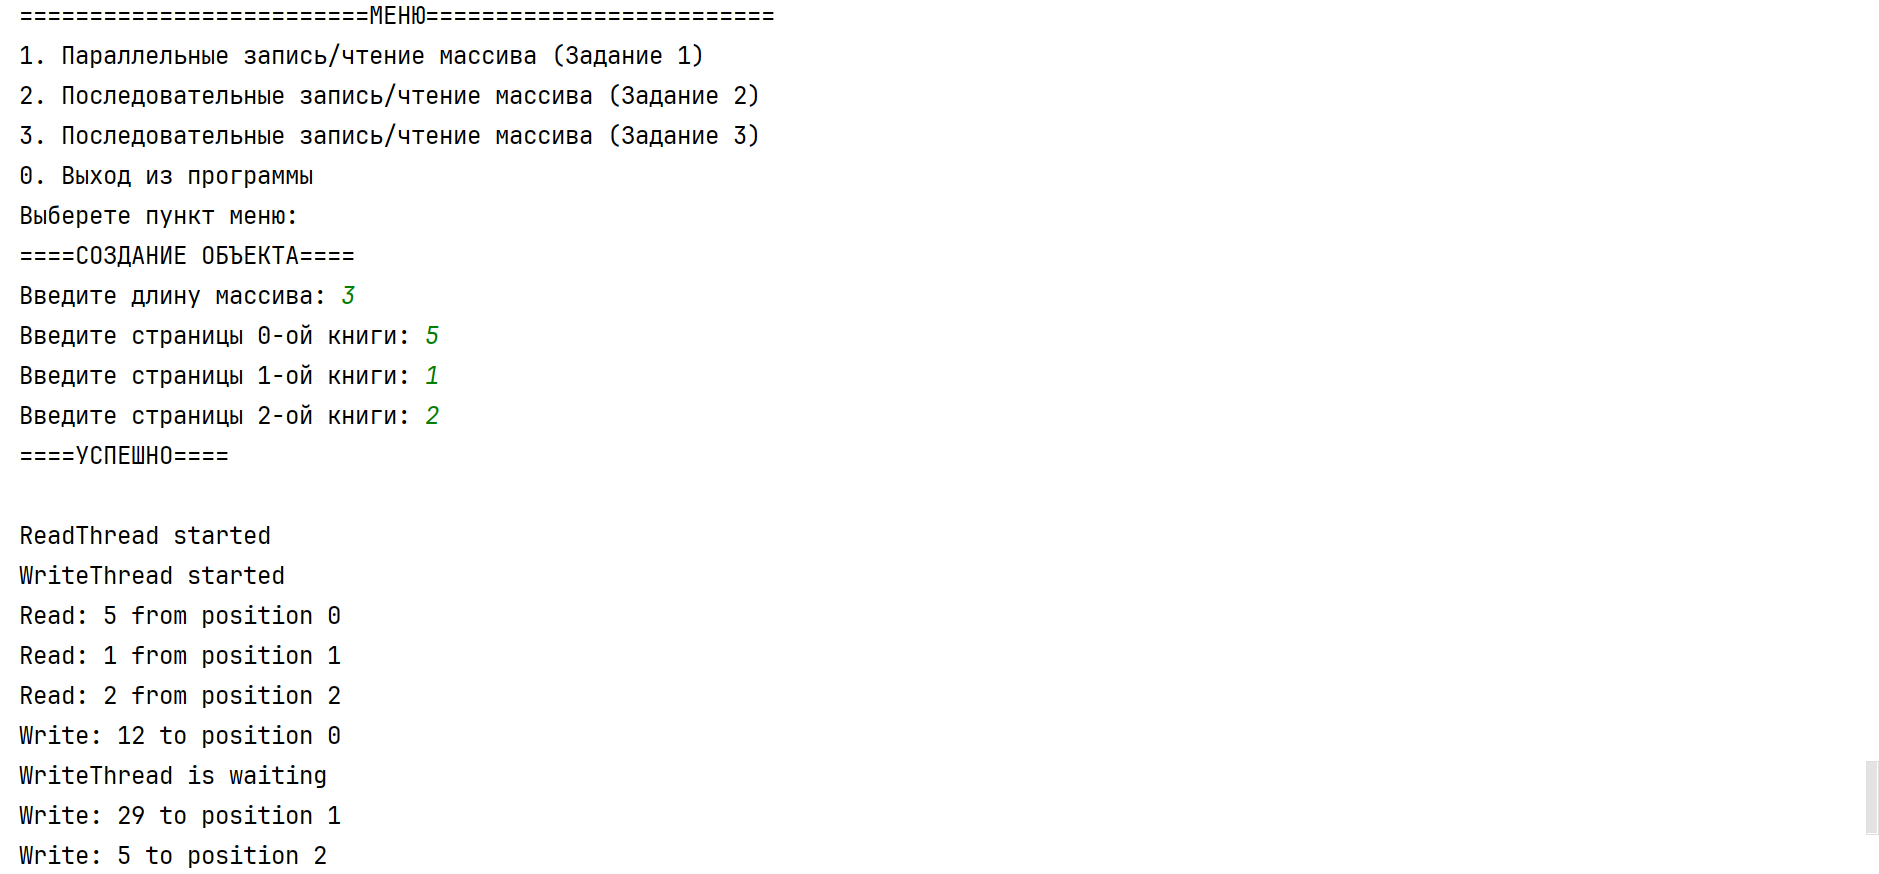 =========================МЕНЮ=========================
1. Параллельные запись/чтение массива (Задание 1)
2. Последовательные запись/чтение массива (Задание 2)
3. Последовательные запись/чтение массива (Задание 3)
0. Выход из программы
Выберете пункт меню:
====СОЗДАНИЕ ОБЪЕКТА====
Введите длину массива: 3
Введите страницы 0-ой книги: 5
Введите страницы 1-ой книги: 1
Введите страницы 2-ой книги: 2
====УСПЕШНО====
ReadThread started
WriteThread started
Read: 5 from position 0
Read: 1 from position 1
Read: 2 from position 2
Write: 12 to position 0
WriteThread is waiting
Write: 29 to position 1
Write: 5 to position 2